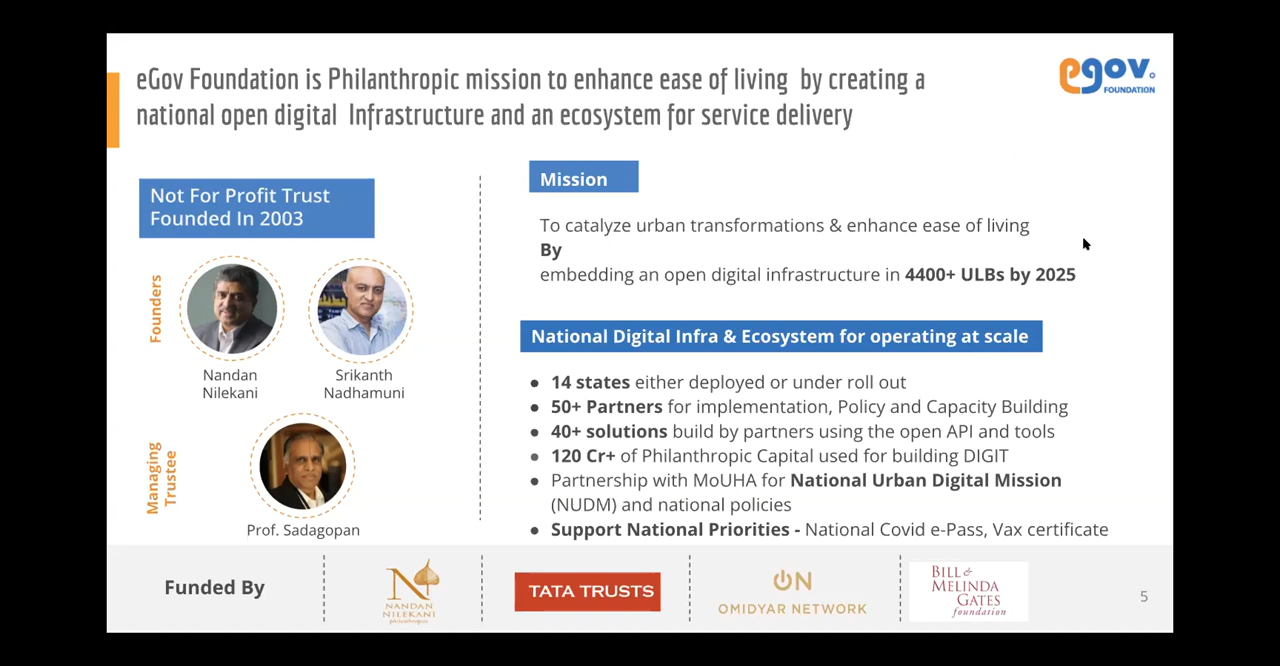 eGov Foundation is Philanthropic mission to enhance ease of living by creating a
national open digital Infrastructure and an ecosystem for service delivery
egov.
FOUNDATION
Not For Profit Trust
Founded In 2003
Founders
Nandan
Nilekani
Srikanth
Nadhamuni
Managing
Trustee
Prof. Sadagopan
Mission
To catalyze urban transformations & enhance ease of living
By
embedding an open digital infrastructure in 4400+ ULBs by 2025
National Digital Infra & Ecosystem for operating at scale
● 14 states either deployed or under roll out
● 50+ Partners for implementation, Policy and Capacity Building
● 40+ solutions build by partners using the open API and tools
● 120 Cr+ of Philanthropic Capital used for building DIGIT
● Partnership with MoUHA for National Urban Digital Mission
(NUDM) and national policies
● Support National Priorities - National Covid e-Pass, Vax certificate
Funded By
N
NANDAN
NILEKANI
philanthropies
TATA TRUSTS
ON
OMIDYAR NETWORK
BILL &
MELINDA
GATES
foundation
5